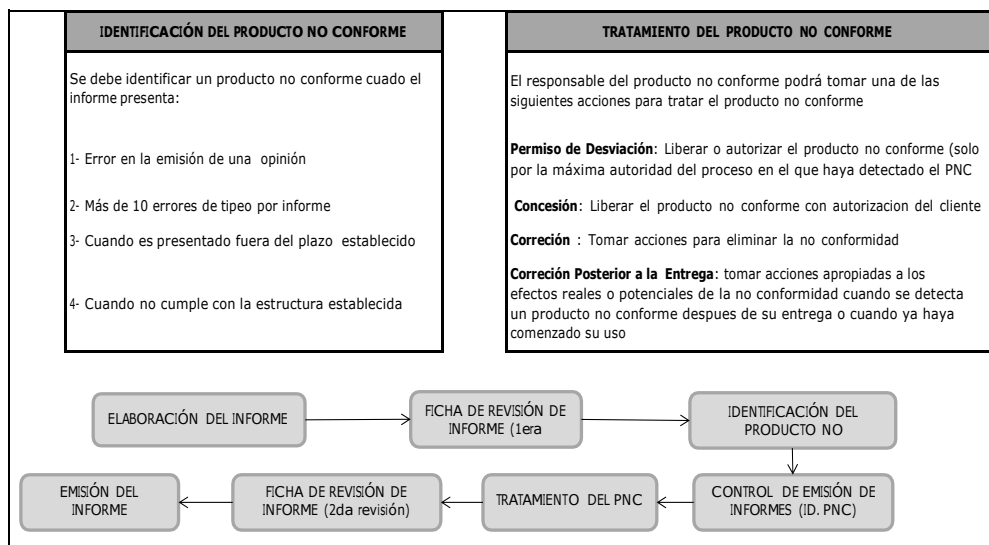 IDENTIFICACIÓN DEL PRODUCTO NO CONFORME
Se debe identificar un producto no conforme cuado el
informe presenta:
1- Error en la emisión de una opinión
2- Más de 10 errores de tipeo por informe
3- Cuando es presentado fuera del plazo establecido
4- Cuando no cumple con la estructura establecida
TRATAMIENTO DEL PRODUCTO NO CONFORME
El responsable del producto no conforme podrá tomar una de las
siguientes acciones para tratar el producto no conforme
Permiso de Desviación: Liberar o autorizar el producto no conforme (solo
por la máxima autoridad del proceso en el que haya detectado el PNC
Concesión: Liberar el producto no conforme con autorizacion del cliente
Correción : Tomar acciones para eliminar la no conformidad
Correción Posterior a la Entrega: tomar acciones apropiadas a los
efectos reales o potenciales de la no conformidad cuando se detecta
un producto no conforme despues de su entrega o cuando ya haya
comenzado su uso
ELABORACIÓN DEL INFORME
FICHA DE REVISIÓN DE
INFORME (1era
IDENTIFICACIÓN DEL
PRODUCTO NO
EMISIÓN DEL
INFORME
FICHA DE REVISIÓN DE
INFORME (2da revisión)
TRATAMIENTO DEL PNC
CONTROL DE EMISIÓN DE
INFORMES (ID. PNC)